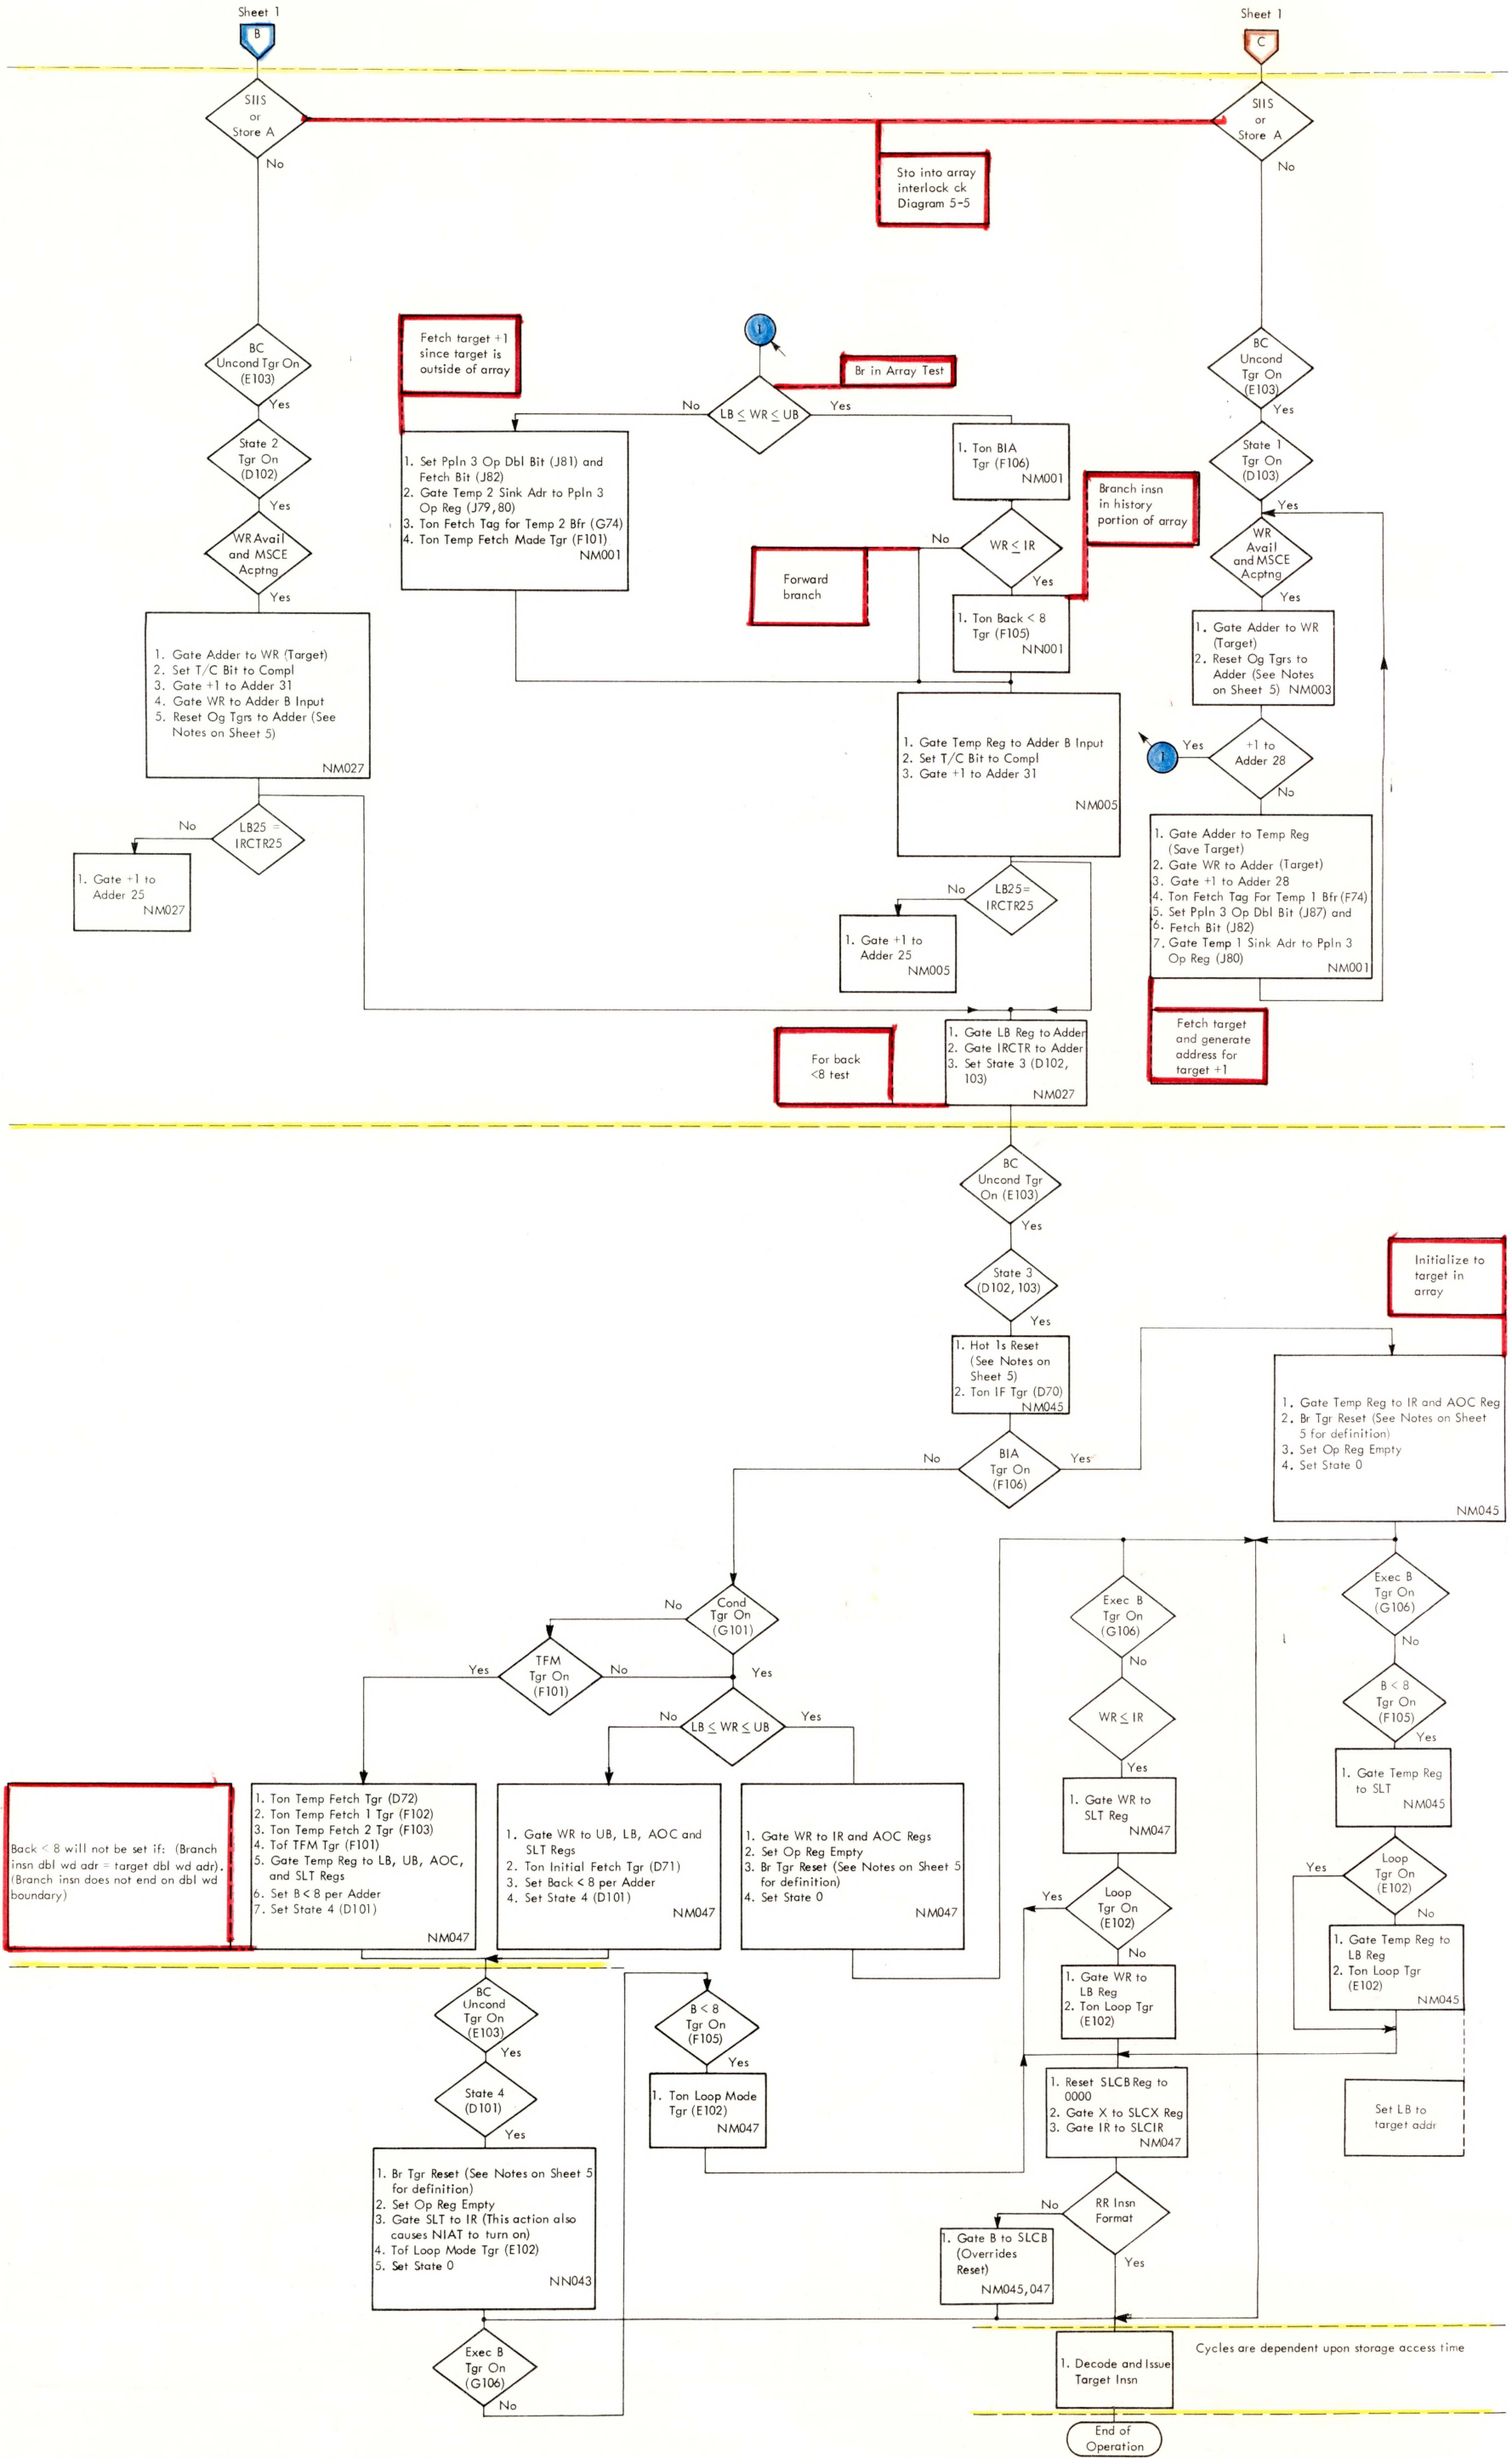 Sheet 1
B
SIIS
or
Store A
No
Sheet 1
C
SIIS
or
Store A
No
Sto into array
interlock ck
Diagram 5-5
BC
Uncond Tgr On
(E103)
Yes
State 2
Tgr On
(D102)
Yes
WR Avail
and MSCE
Acptng
Yes
1. Gate Adder to WR (Target)
2. Set T/C Bit to Compl
3. Gate +1 to Adder 31
4. Gate WR to Adder B Input
5. Reset Og Tgrs to Adder (See
Notes on Sheet 5)
NM027
LB25 =
IRCTR25
No
1. Gate +1 to
Adder 25
NM027
Fetch target +1
since target is
outside of array
1
Br in Array Test
LB ≤ WR ≤ UB
No
Yes
1. Set Ppln 3 Op Dbl Bit (J81) and
Fetch Bit (J82)
2. Gate Temp 2 Sink Adr to Ppln 3
Op Reg (J79,80)
3. Ton Fetch Tag for Temp 2 Bfr (G74)
4. Ton Temp Fetch Made Tgr (F101)
NM001
1. Ton BIA
Tgr (F106)
NM001
Branch insn
in history
portion of array
WR ≤ IR
No
Yes
Forward
branch
1. Ton Back < 8
Tgr (F105)
NN001
1. Gate Temp Reg to Adder B Input
2. Set T/C Bit to Compl
3. Gate +1 to Adder 31
NM005
LB25=
IRCTR25
No
1. Gate +1 to
Adder 25
NM005
BC
Uncond
Tgr On
(E103)
Yes
State 1
Tgr On
(D103)
Yes
WR
Avail
and MSCE
Acptng
Yes
1. Gate Adder to WR
(Target)
2. Reset Og Tgrs to
Adder (See Notes
on Sheet 5) NM003
1
Yes
+1 to
Adder 28
No
1. Gate Adder to Temp Reg
(Save Target)
2. Gate WR to Adder (Target)
3. Gate +1 to Adder 28
4. Ton Fetch Tag For Temp 1 Bfr (F74)
5. Set Ppln 3 Op Dbl Bit (J87) and
6. Fetch Bit (J82)
7. Gate Temp 1 Sink Adr to Ppln 3
Op Reg (J80)
NM001
Fetch target
and generate
address for
target +1
For back
<8 test
1. Gate LB Reg to Adder
2. Gate IRCTR to Adder
3. Set State 3 (D102,
103)
NM027
BC
Uncond Tgr
On (E103)
Yes
State 3
(D102, 103)
Yes
1. Hot 1s Reset
(See Notes on
Sheet 5)
2. Ton IF Tgr (D70)
NM045
BIA
Tgr On
(F106)
No
Yes
Initialize to
target in
array
1. Gate Temp Reg to IR and AOC Reg
2. Br Tgr Reset (See Notes on Sheet
5 for definition)
3. Set Op Reg Empty
4. Set State 0
NM045
Cond
Tgr On
(G101)
No
Yes
TFM
Tgr On
(F101)
Yes
No
LB ≤ WR ≤ UB
No
Yes
Back < 8 will not be set if: (Branch
insn dbl wd adr = target dbl wd adr).
(Branch insn does not end on dbl wd
boundary)
1. Ton Temp Fetch Tgr (D72)
2. Ton Temp Fetch 1 Tgr (F102)
3. Ton Temp Fetch 2 Tgr (F103)
4. Tof TFM Tgr (F101)
5. Gate Temp Reg to LB, UB, AOC,
and SLT Regs
6. Set B < 8 per Adder
7. Set State 4 (D101)
NM047
1. Gate WR to UB, LB, AOC and
SLT Regs
2. Ton Initial Fetch Tgr (D71)
3. Set Back < 8 per Adder
4. Set State 4 (D101)
NM047
1. Gate WR to IR and AOC Regs
2. Set Op Reg Empty
3. Br Tgr Reset (See Notes on Sheet 5
for definition)
4. Set State 0
NM047
Exec B
Tgr On
(G106)
No
WR ≤ IR
Yes
1. Gate WR to
SLT Reg
NM047
Loop
Tgr On
(E102)
Yes
No
1. Gate WR to
LB Reg
2. Ton Loop Tgr
(E102)
Exec B
Tgr On
(G106)
No
B < 8
Tgr On
(F105)
Yes
1. Gate Temp Reg
to SLT
NM045
Loop
Tgr On
(E102)
Yes
No
1. Gate Temp Reg to
LB Reg
2. Ton Loop Tgr
(E102)
NM045
Set LB to
target addr
BC
Uncond
Tgr On
(E103)
Yes
State 4
(D101)
Yes
1. Br Tgr Reset (See Notes on Sheet 5
for definition)
2. Set Op Reg Empty
3. Gate SLT to IR (This action also
causes NIAT to turn on)
4. Tof Loop Mode Tgr (E102)
5. Set State 0
NN043
Exec B
Tgr On
(G106)
No
B < 8
Tgr On
(F105)
Yes
1. Ton Loop Mode
Tgr (E102)
NM047
1. Reset SLCB Reg to
0000
2. Gate X to SLCX Reg
3. Gate IR to SLCIR
NM047
RR Insn
Format
No
Yes
1. Gate B to SLCB
(Overrides
Reset)
NM045,047
1. Decode and Issue
Target Insn
Cycles are dependent upon storage access time
End of
Operation